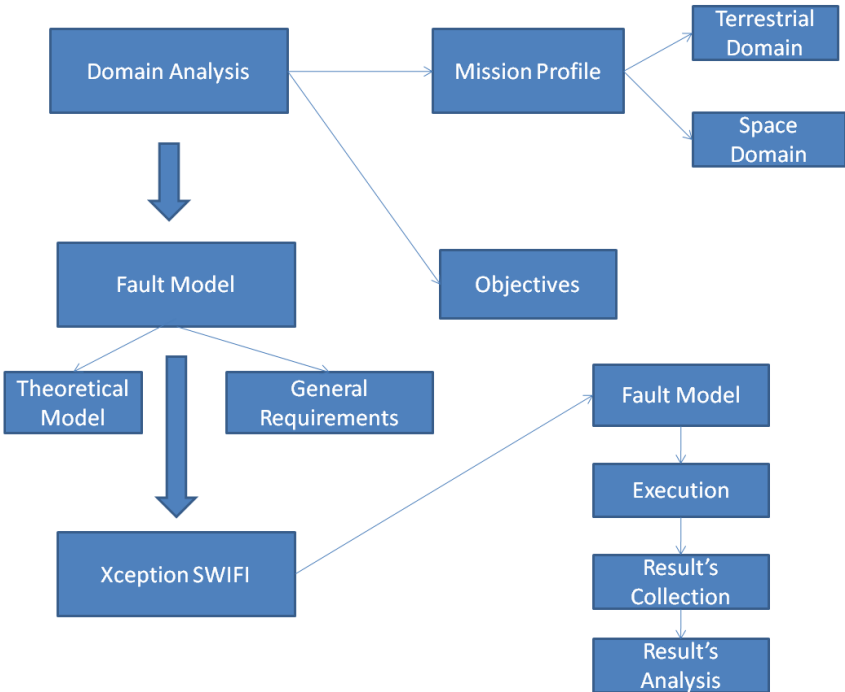 Domain Analysis
Mission Profile
Terrestrial
Domain
Space
Domain
Fault Model
Objectives
Theoretical
Model
General
Requirements
Fault Model
Execution
Xception SWIFI
Result's
Collection
Result's
Analysis